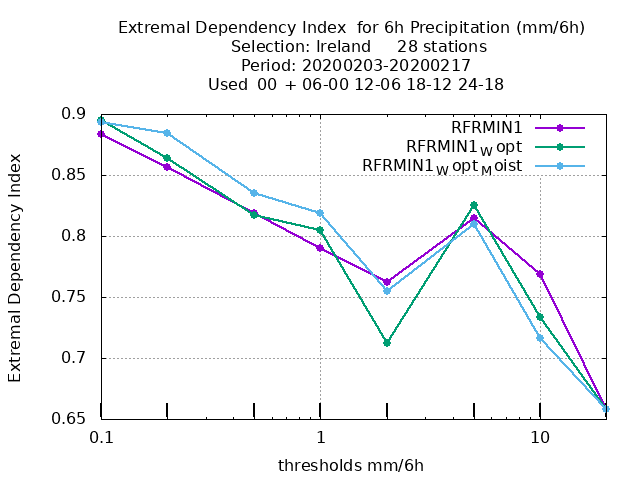 Extremal Dependency Index  for 6h Precipitation (mm/6h)
Selection: Ireland     28 stations
Period: 20200203-20200217
Used  00  + 06-00 12-06 18-12 24-18
RFRMIN1
RFRMIN1_Wopt
RFRMIN1_Wopt_Moist
Extremal Dependency Index
0.9
0.85
0.8
0.75
0.7
0.65
0.1
1
10
thresholds mm/6h